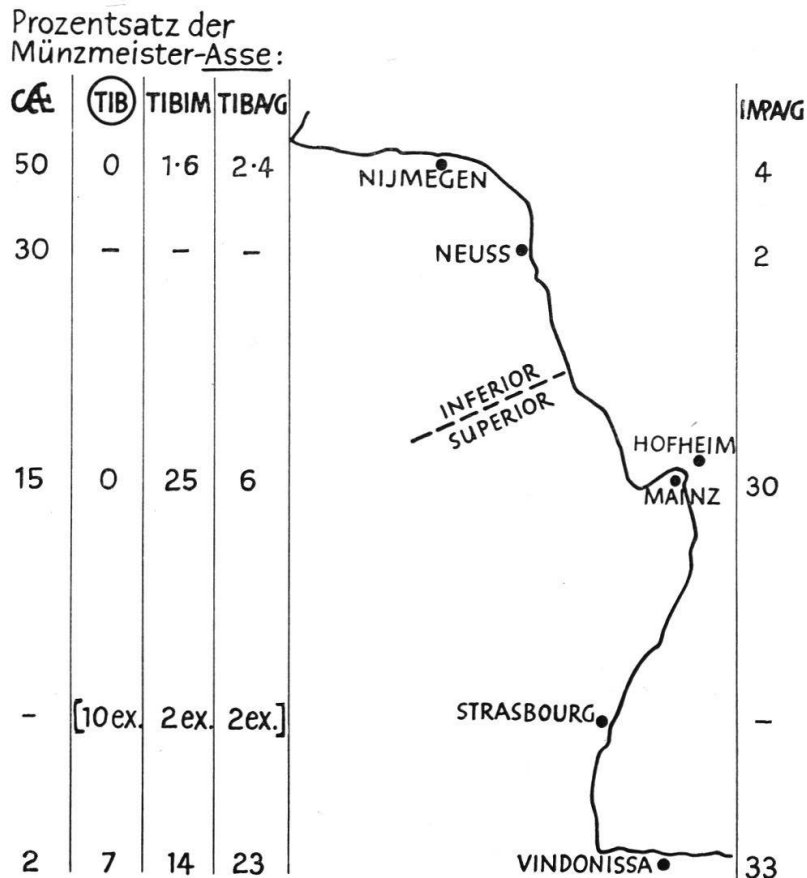 Prozentsatz der
Münzmeister-Asse:
CÆ TIB TIBIM TIBAVG IMPAVG
50 0 1·6 2·4 NIJMEGEN 4
30 – – – NEUSS 2
INFERIOR
SUPERIOR
HOFHEIM
15 0 25 6 MAINZ 30
– [10 ex. 2 ex. 2 ex.] STRASBOURG –
2 7 14 23 VINDONISSA 33